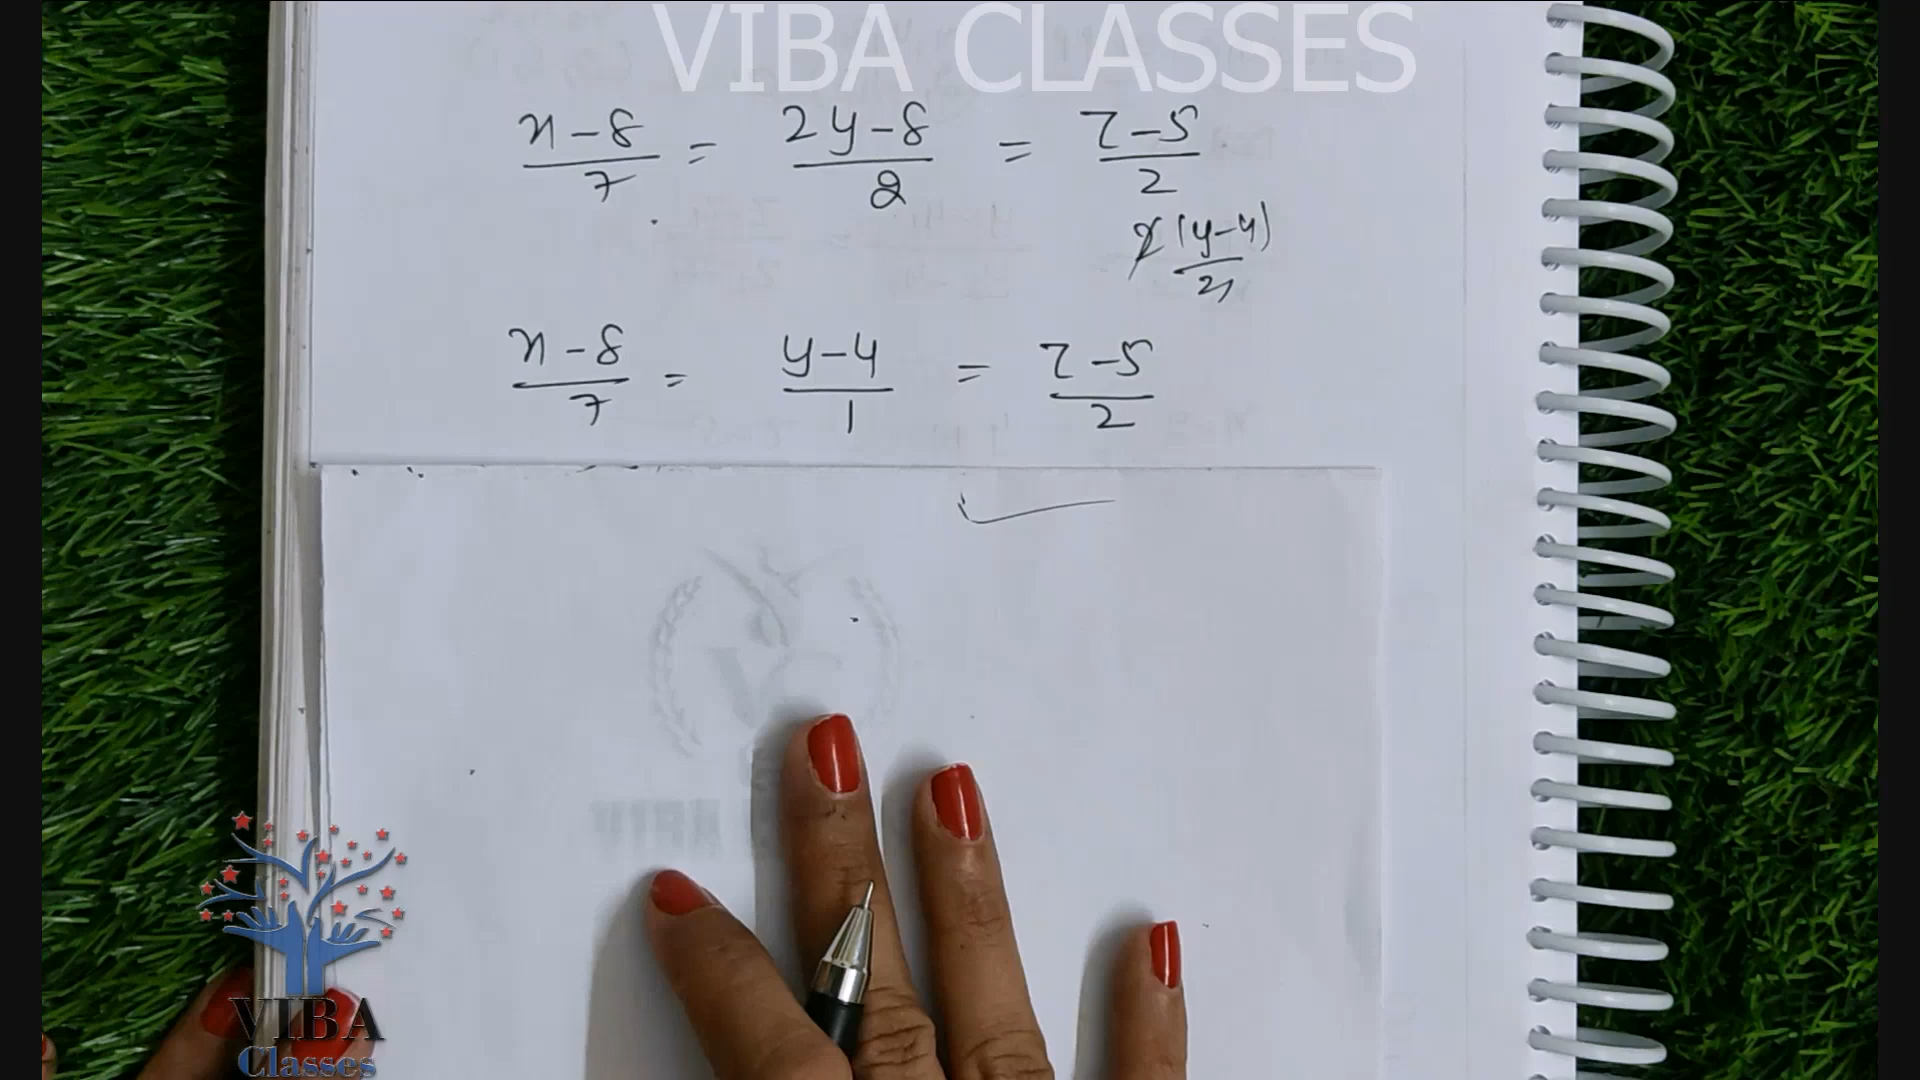 VIBA CLASSES
x-8/7 = 2y-8/2 = z-5/2
2(y-4)/2
x-8/7 = y-4/1 = z-5/2
VIBA
Classes